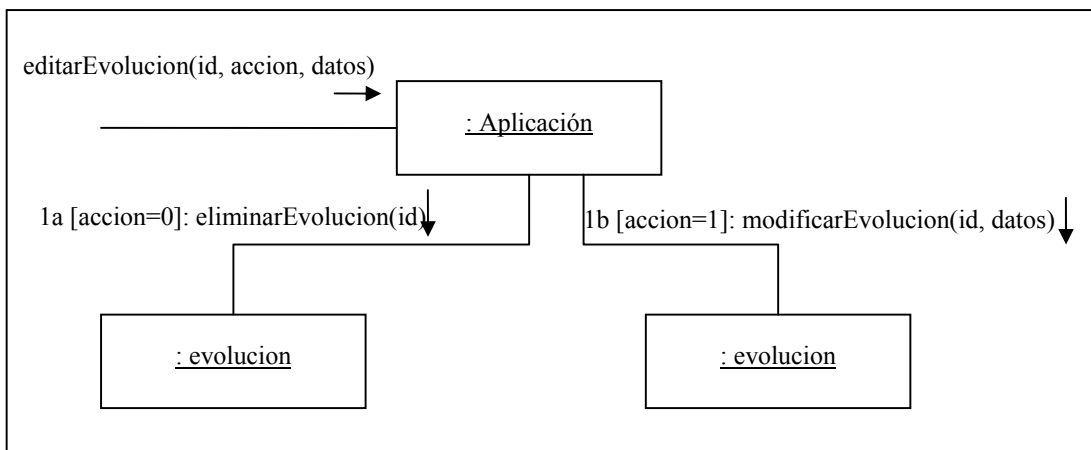 editarEvolucion(id, accion, datos)
: Aplicación
1a [accion=0]: eliminarEvolucion(id)
1b [accion=1]: modificarEvolucion(id, datos)
: evolucion
: evolucion